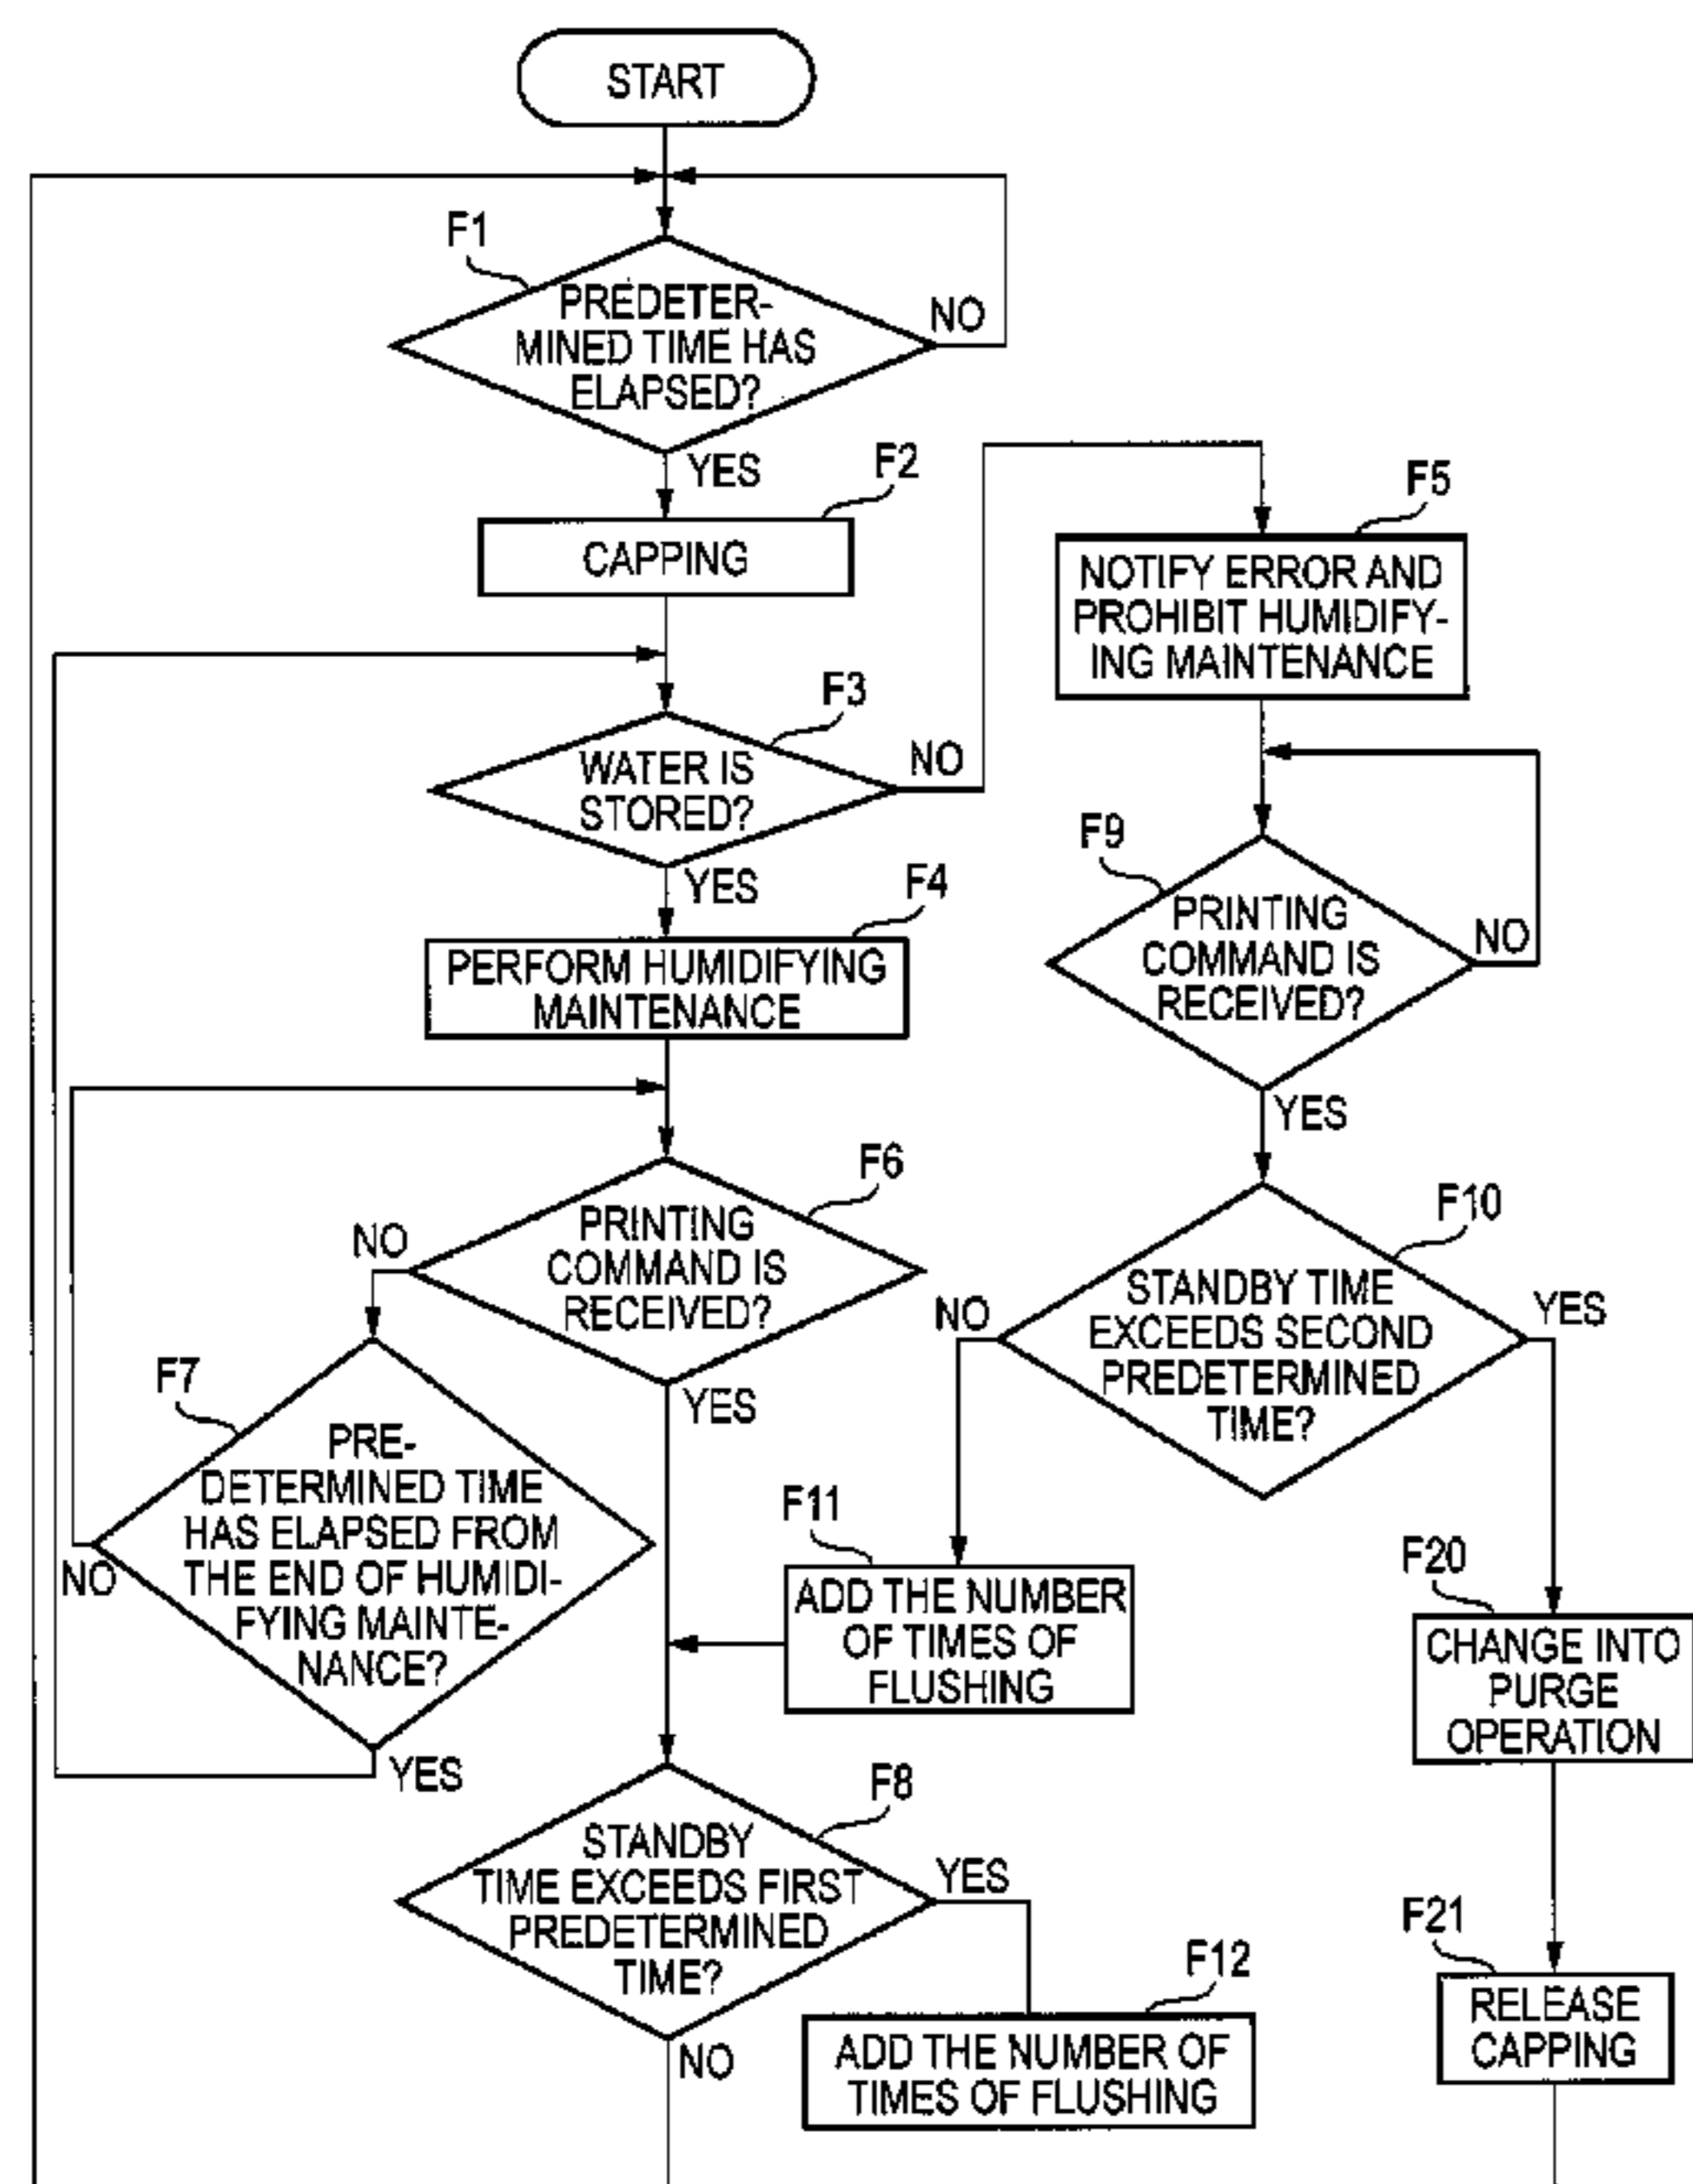 START
F1
PREDETER-
MINED TIME HAS
ELAPSED?
NO
YES
F2
CAPPING
F3
WATER IS
STORED?
NO
YES
F4
PERFORM HUMIDIFYING
MAINTENANCE
F5
NOTIFY ERROR AND
PROHIBIT HUMIDIFY-
ING MAINTENANCE
F9
PRINTING
COMMAND IS
RECEIVED?
NO
YES
F6
PRINTING
COMMAND IS
RECEIVED?
NO
YES
F7
PRE-
DETERMINED TIME
HAS ELAPSED FROM
THE END OF HUMIDI-
FYING MAINTE-
NANCE?
NO
YES
F10
STANDBY TIME
EXCEEDS SECOND
PREDETERMINED
TIME?
NO
YES
F11
ADD THE NUMBER
OF TIMES OF
FLUSHING
F20
CHANGE INTO
PURGE
OPERATION
F8
STANDBY
TIME EXCEEDS FIRST
PREDETERMINED
TIME?
YES
NO
F12
ADD THE NUMBER OF
TIMES OF FLUSHING
F21
RELEASE
CAPPING